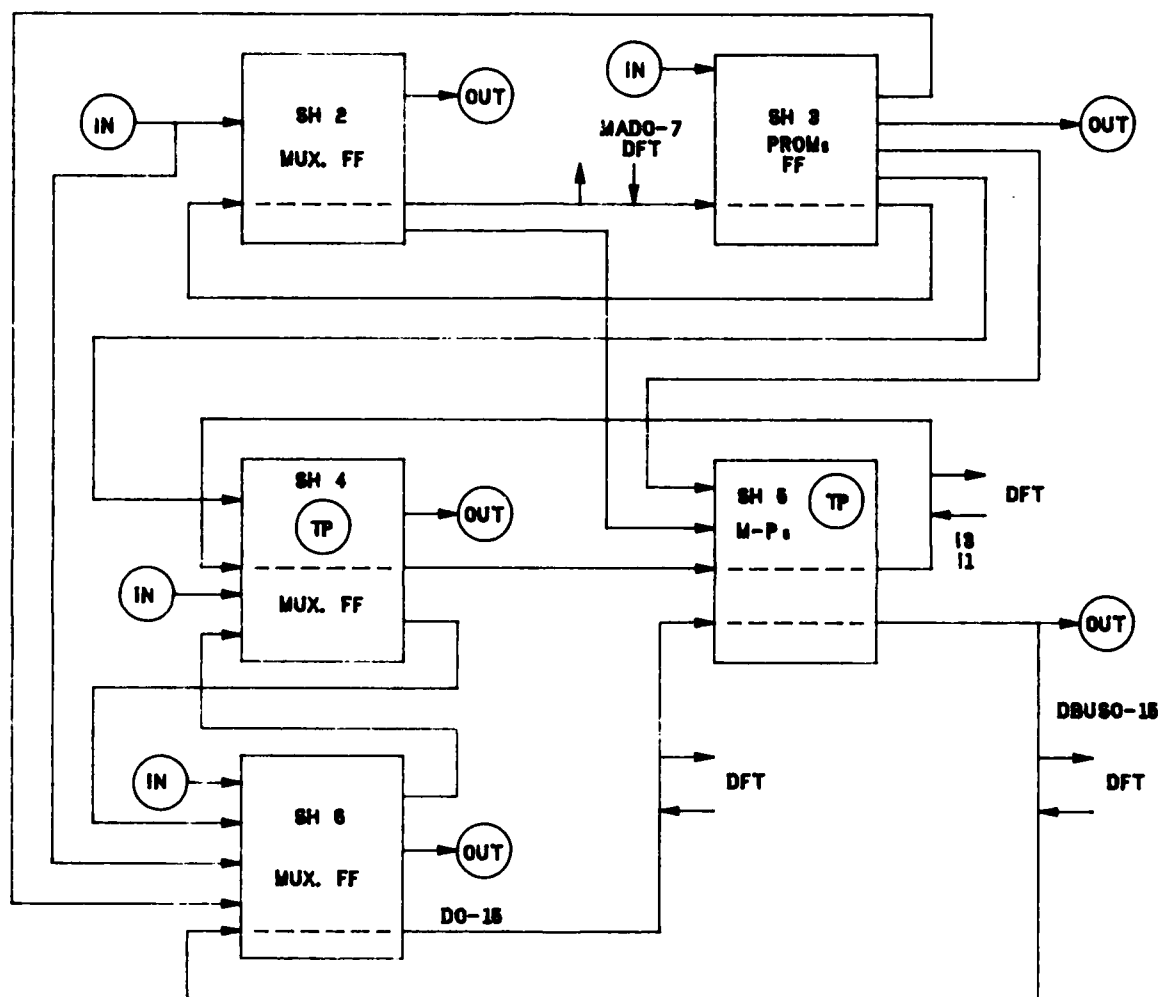 IN
SH 2
MUX. FF
OUT
MADO-7
DFT
IN
SH 3
PROMs
FF
OUT
SH 4
TP
IN
MUX. FF
OUT
SH 5
TP
M-Ps
DFT
I3
I1
OUT
DBUSO-15
DFT
DFT
IN
SH 6
MUX. FF
OUT
DO-15